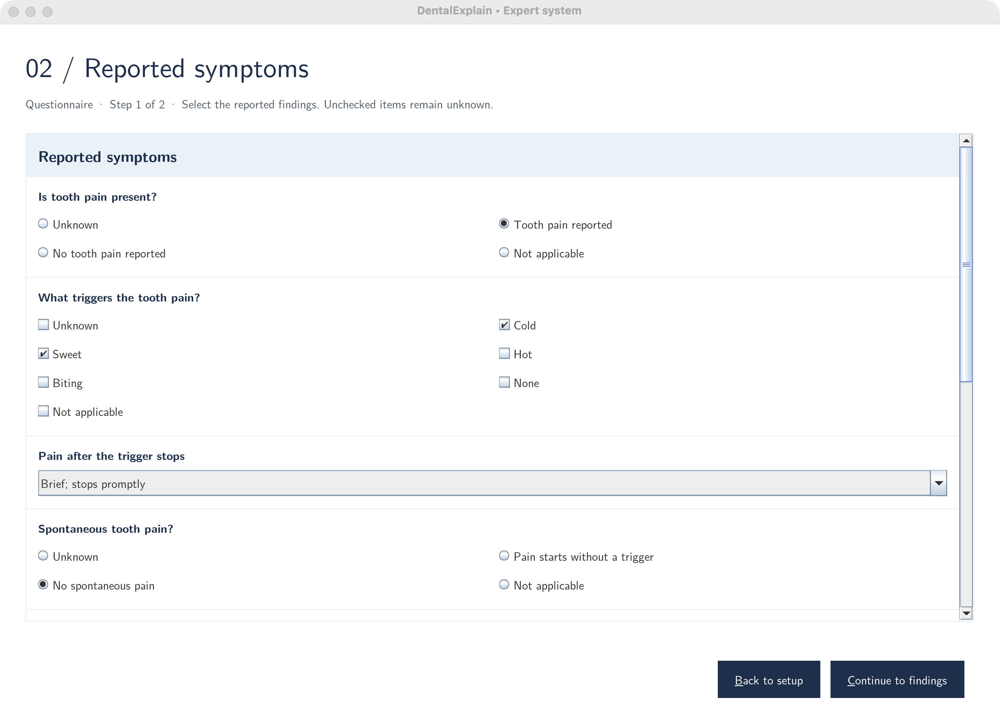 DentalExplain • Expert system
02 / Reported symptoms
Questionnaire · Step 1 of 2 · Select the reported findings. Unchecked items remain unknown.
Reported symptoms
Is tooth pain present?
Unknown
Tooth pain reported
No tooth pain reported
Not applicable
What triggers the tooth pain?
Unknown
Cold
Sweet
Hot
Biting
None
Not applicable
Pain after the trigger stops
Brief; stops promptly
Spontaneous tooth pain?
Unknown
Pain starts without a trigger
No spontaneous pain
Not applicable
Back to setup
Continue to findings